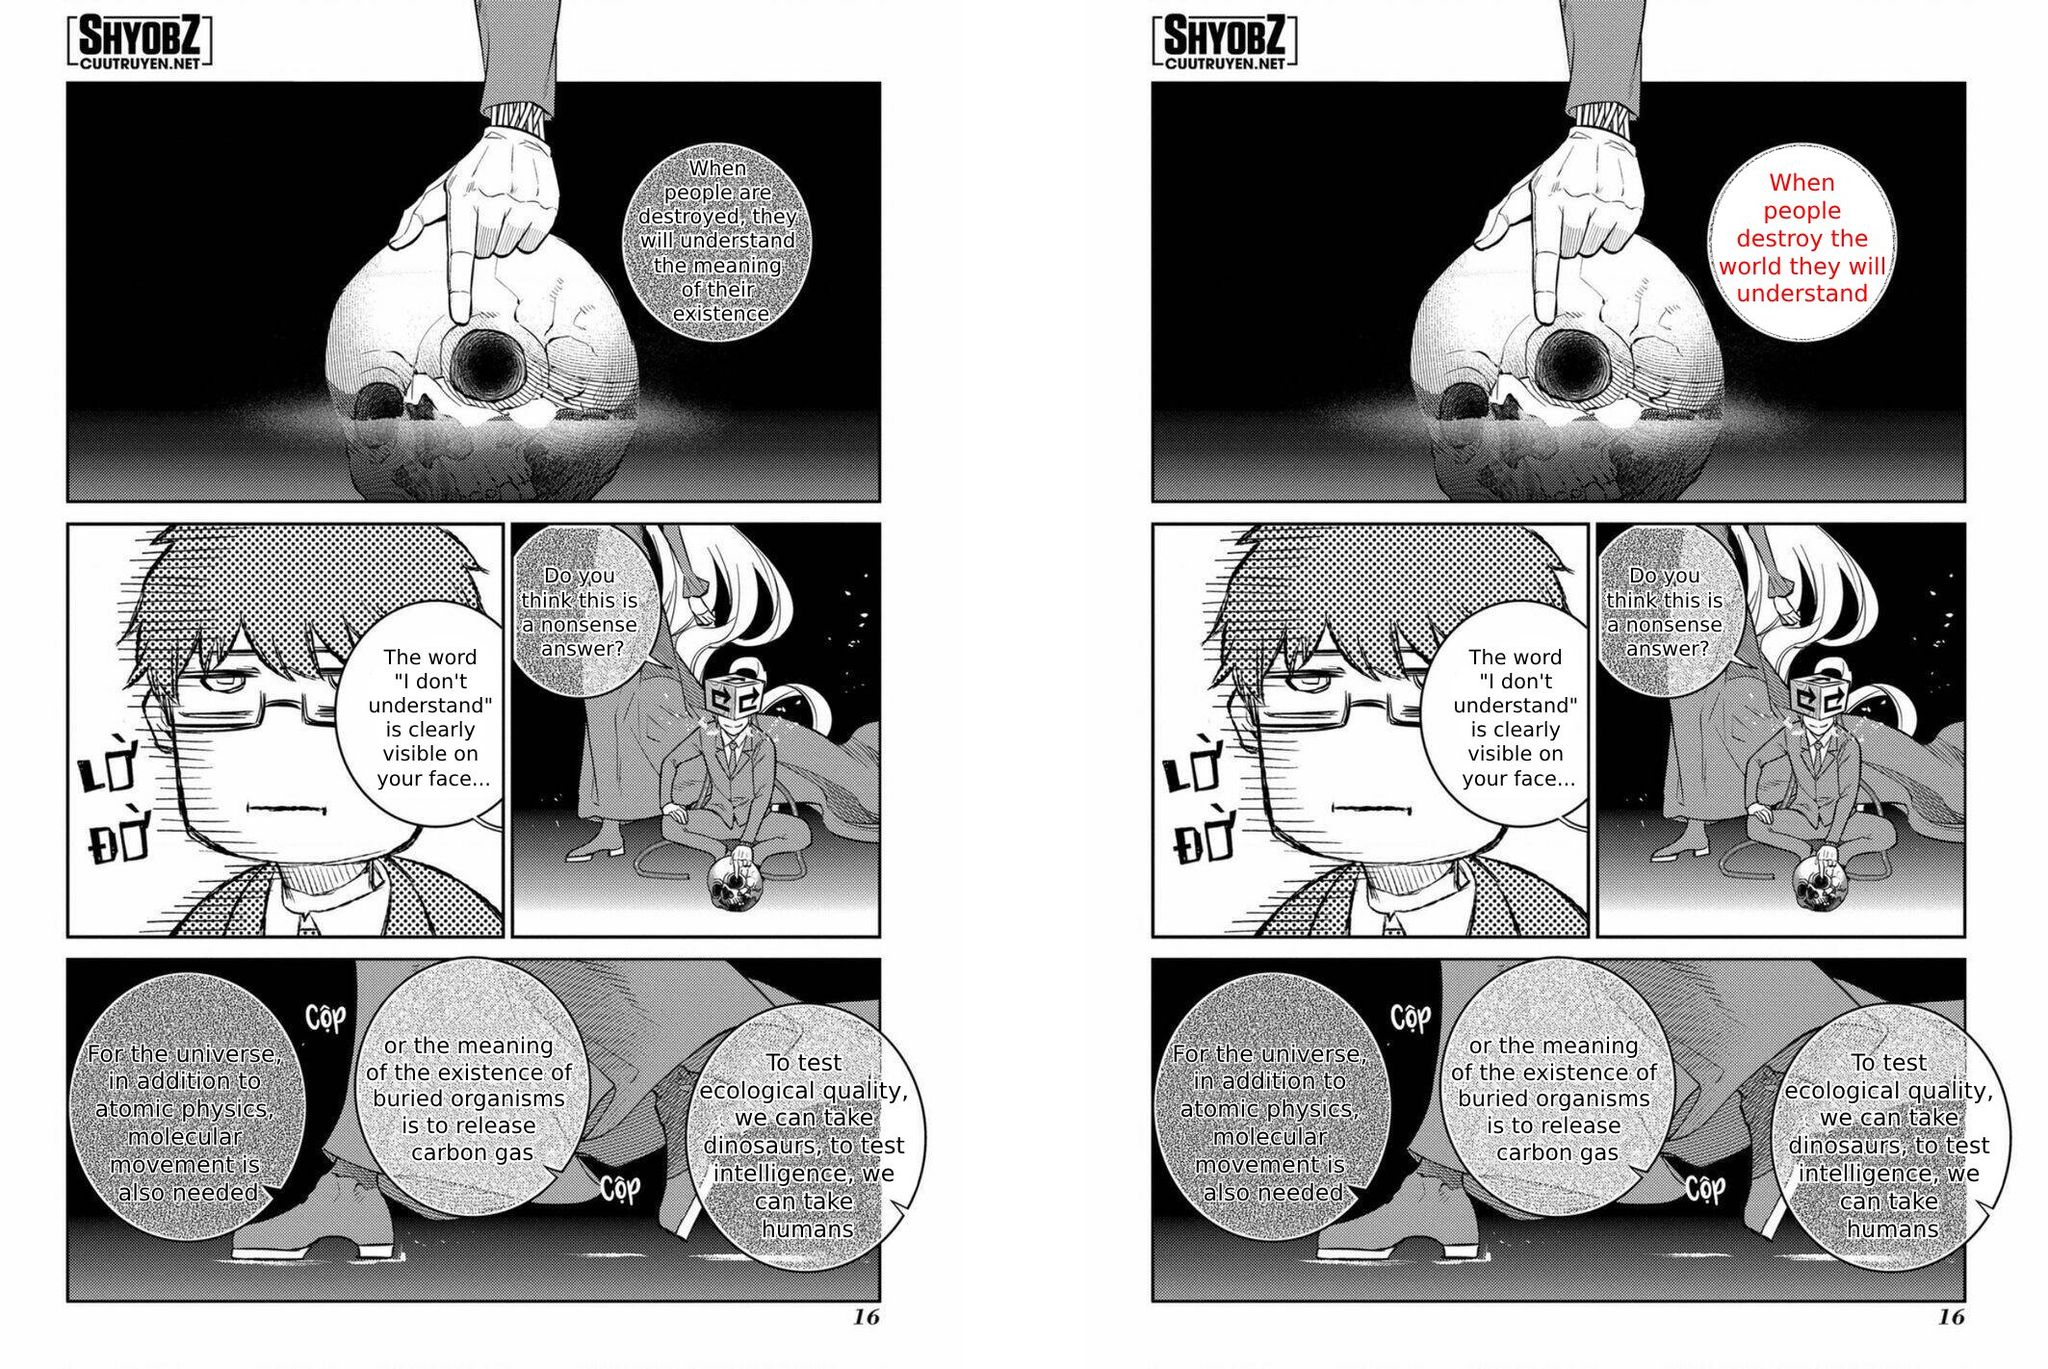 SHYOBZ
CUUTRUYEN.NET
When
people are
destroyed, they
will understand
the meaning
of their
existence
The word
"I don't
understand"
is clearly
visible on
your face...
LỜ
ĐỜ
Do you
think this is
a nonsense
answer?
For the universe,
in addition to
atomic physics,
molecular
movement is
also needed
CộP
or the meaning
of the existence of
buried organisms
is to release
carbon gas
CộP
To test
ecological quality,
we can take
dinosaurs, to test
intelligence, we
can take
humans
16
SHYOBZ
CUUTRUYEN.NET
When
people
destroy the
world they will
understand
The word
"I don't
understand"
is clearly
visible on
your face...
LỜ
ĐỜ
Do you
think this is
a nonsense
answer?
For the universe,
in addition to
atomic physics,
molecular
movement is
also needed
CộP
or the meaning
of the existence of
buried organisms
is to release
carbon gas
CộP
To test
ecological quality,
we can take
dinosaurs, to test
intelligence, we
can take
humans
16